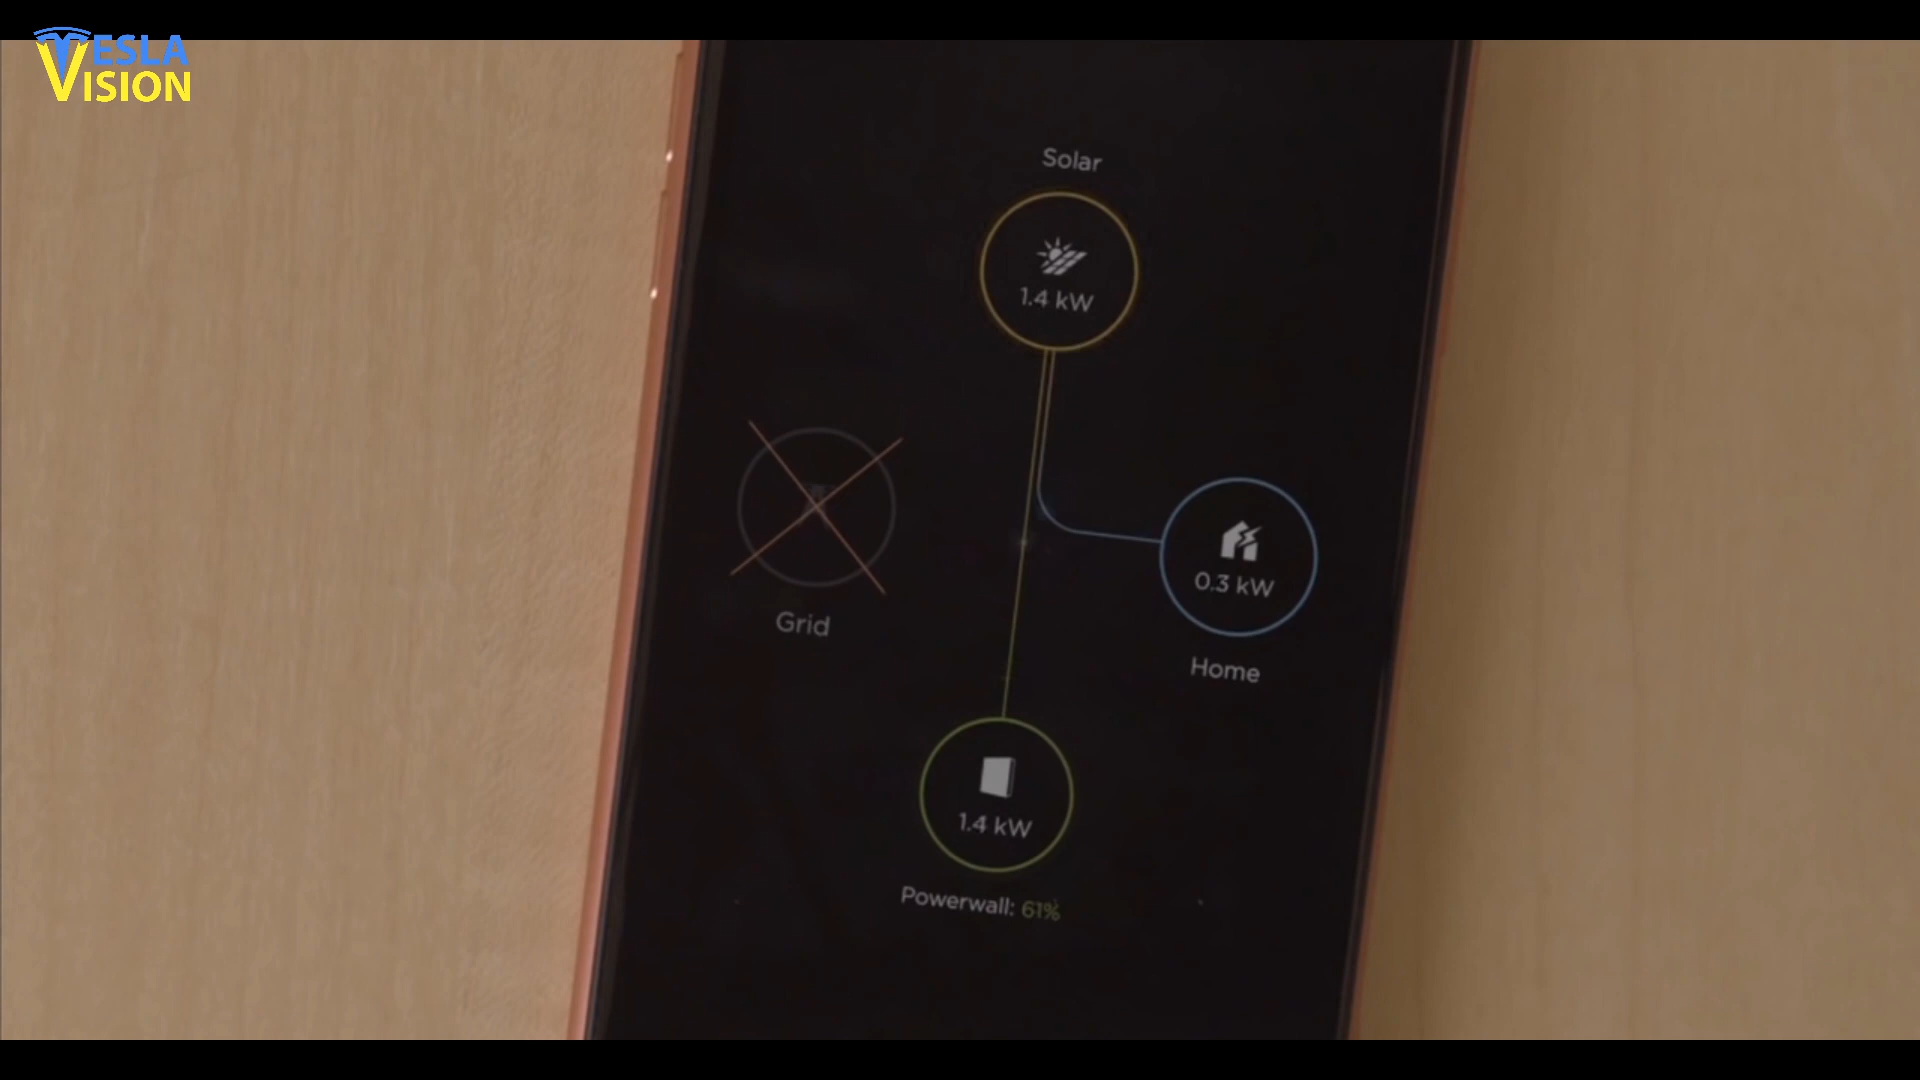 TESLA
VISION
Solar
1.4 kW
0.3 kW
Grid
Home
1.4 kW
Powerwall: 61%